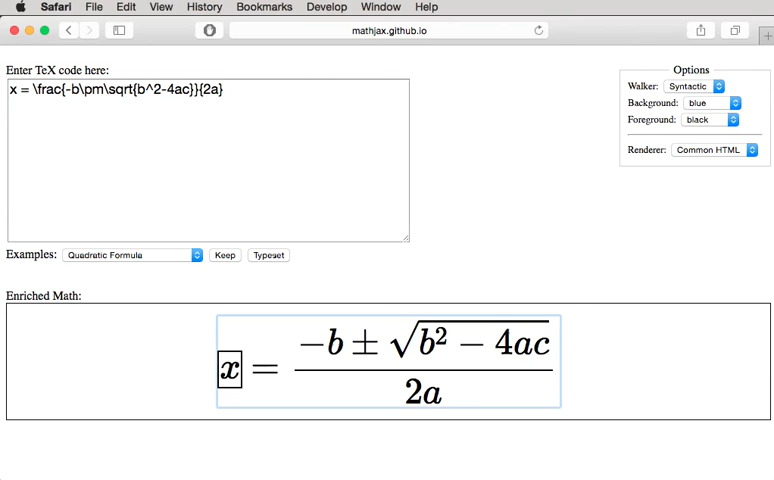 Safari File Edit View History Bookmarks Develop Window Help
mathjax.github.io
Enter TeX code here:
x = \frac{-b\pm\sqrt{b^2-4ac}}{2a}
Options
Walker: Syntactic
Background: blue
Foreground: black
Renderer: Common HTML
Examples: Quadratic Formula Keep Typeset
Enriched Math:
x = −b ± √b² − 4ac
2a